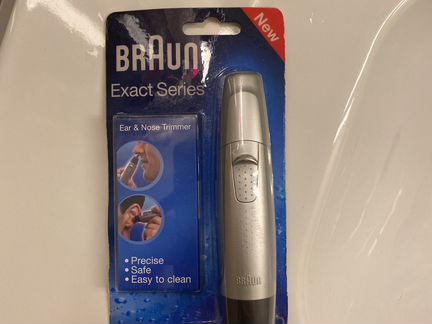 BRAUN
New
Exact Series
Ear & Nose Trimmer
• Precise
• Safe
• Easy to clean
BRAUN